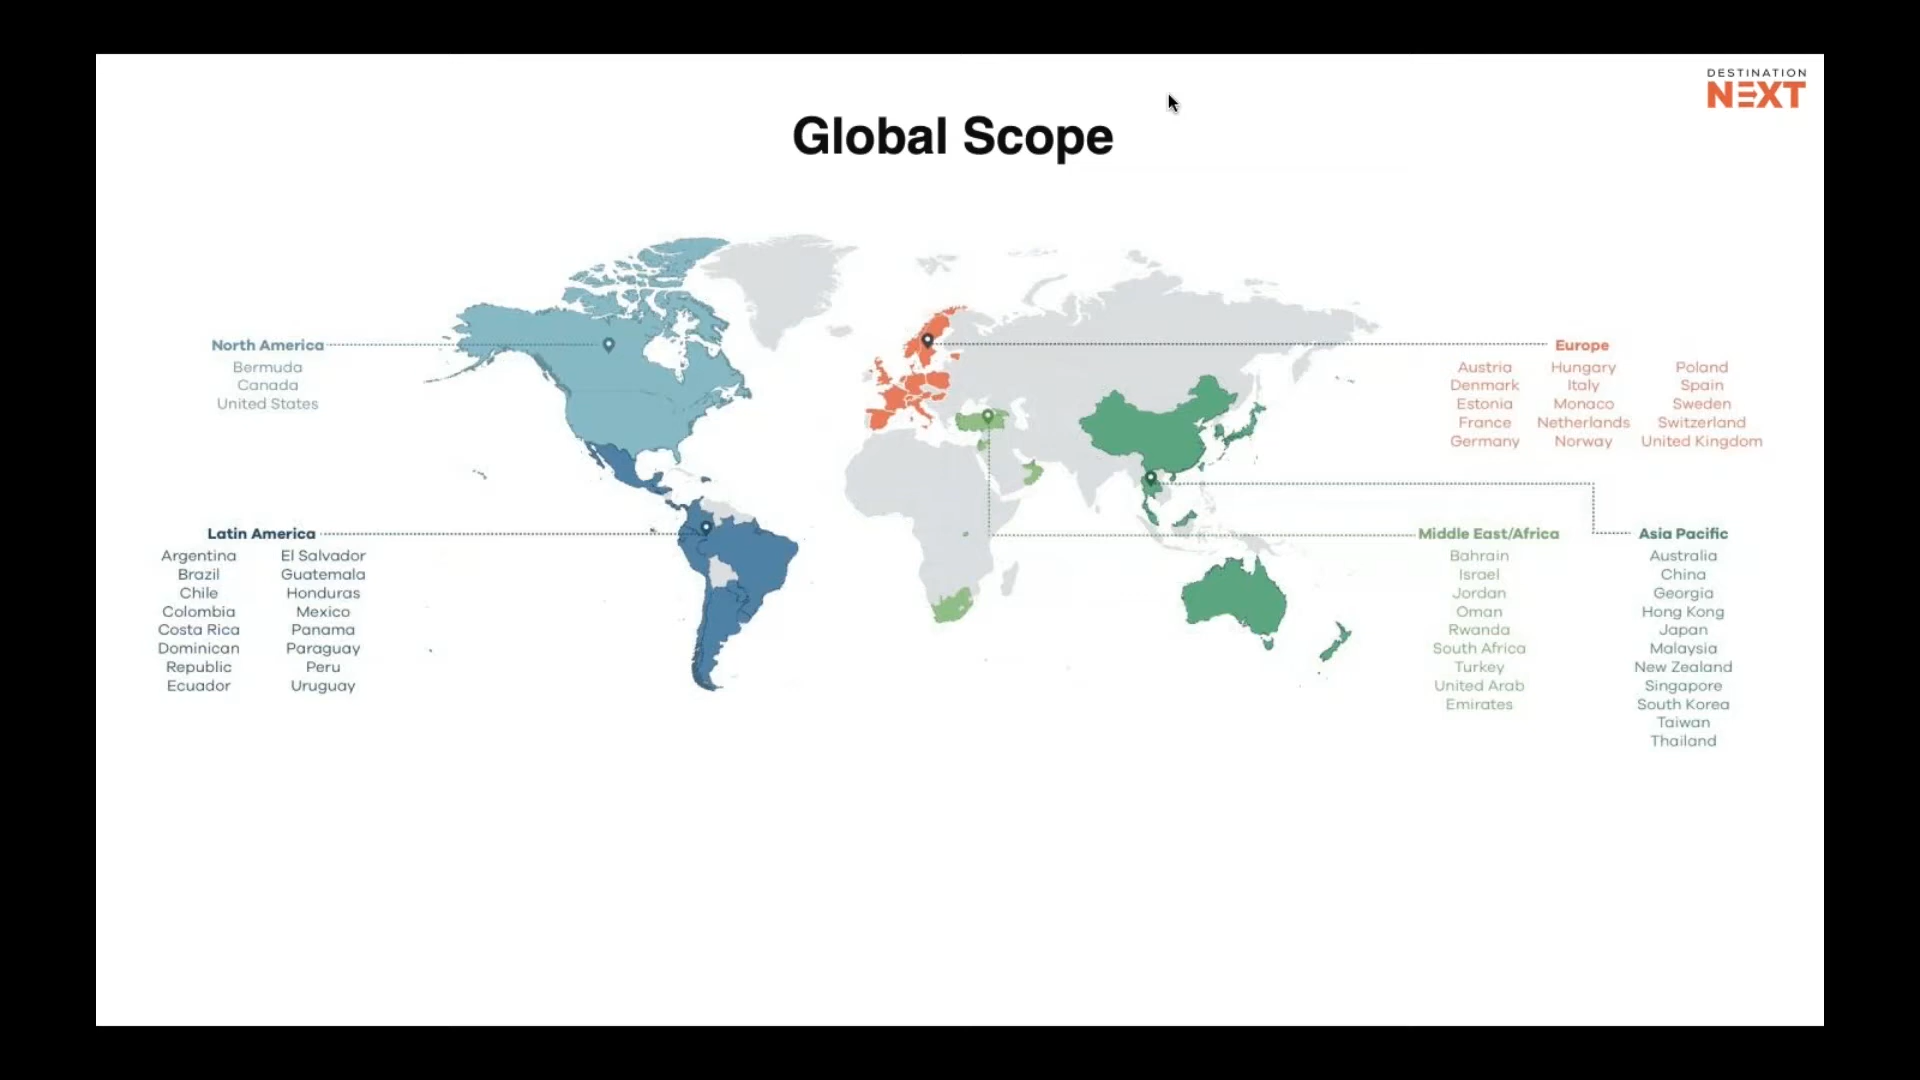 DESTINATION
NEXT
Global Scope
North America
Bermuda
Canada
United States
Latin America
Argentina
Brazil
Chile
Colombia
Costa Rica
Dominican
Republic
Ecuador
El Salvador
Guatemala
Honduras
Mexico
Panama
Paraguay
Peru
Uruguay
Europe
Austria
Denmark
Estonia
France
Germany
Hungary
Italy
Monaco
Netherlands
Norway
Poland
Spain
Sweden
Switzerland
United Kingdom
Middle East/Africa
Bahrain
Israel
Jordan
Oman
Rwanda
South Africa
Turkey
United Arab
Emirates
Asia Pacific
Australia
China
Georgia
Hong Kong
Japan
Malaysia
New Zealand
Singapore
South Korea
Taiwan
Thailand